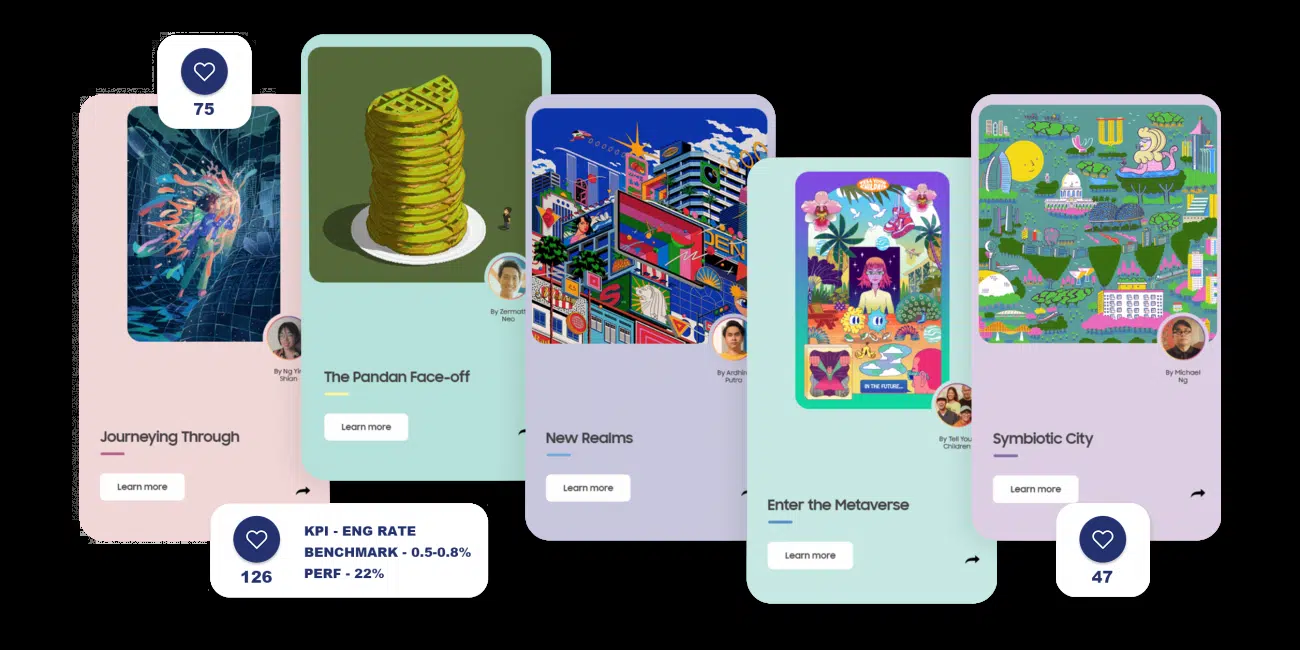 75
By Ng Yi
Shian
Journeying Through
Learn more
126
KPI - ENG RATE
BENCHMARK - 0.5-0.8%
PERF - 22%
By Zermatt
Neo
The Pandan Face-off
Learn more
DEN
By Ardhira
Putra
New Realms
Learn more
IN THE FUTURE...
By Tell You
Children
Enter the Metaverse
Learn more
By Michael
Ng
Symbiotic City
Learn more
47